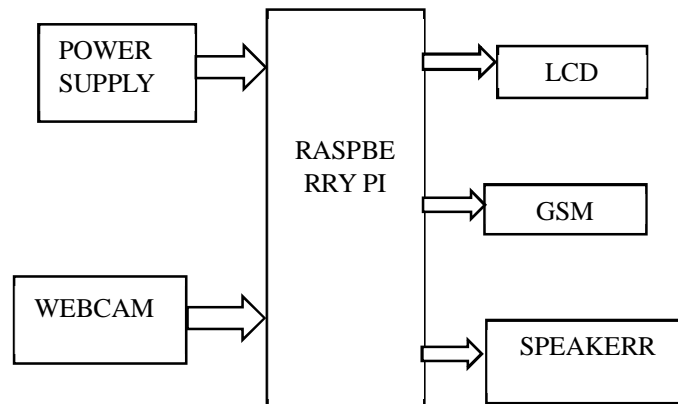 POWER
SUPPLY
LCD
RASPBE
RRY PI
GSM
WEBCAM
SPEAKERR